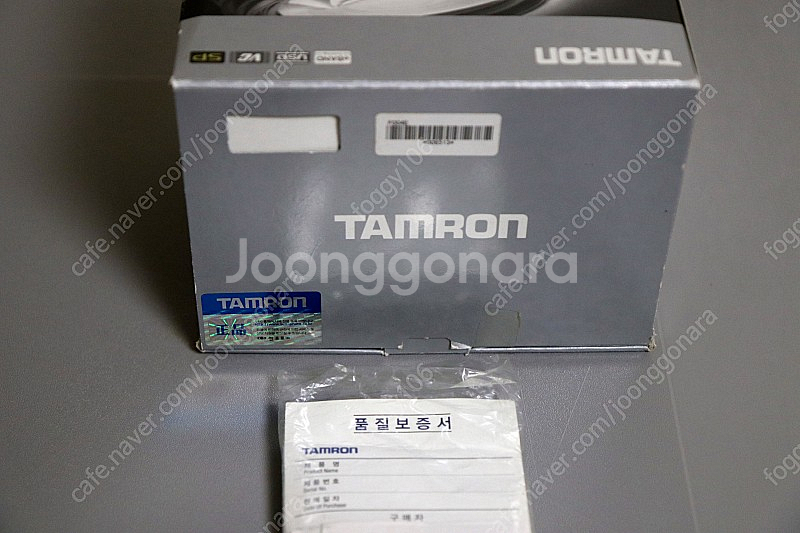 TAMRON
SP VC USD
TAMRON
TAMRON
正品
품질보증서
TAMRON
제품명
Product Name
제품번호
Serial No.
판매일자
Date Of Purchase
구매자
Joonggonara
cafe.naver.com/joonggonara
foggy106